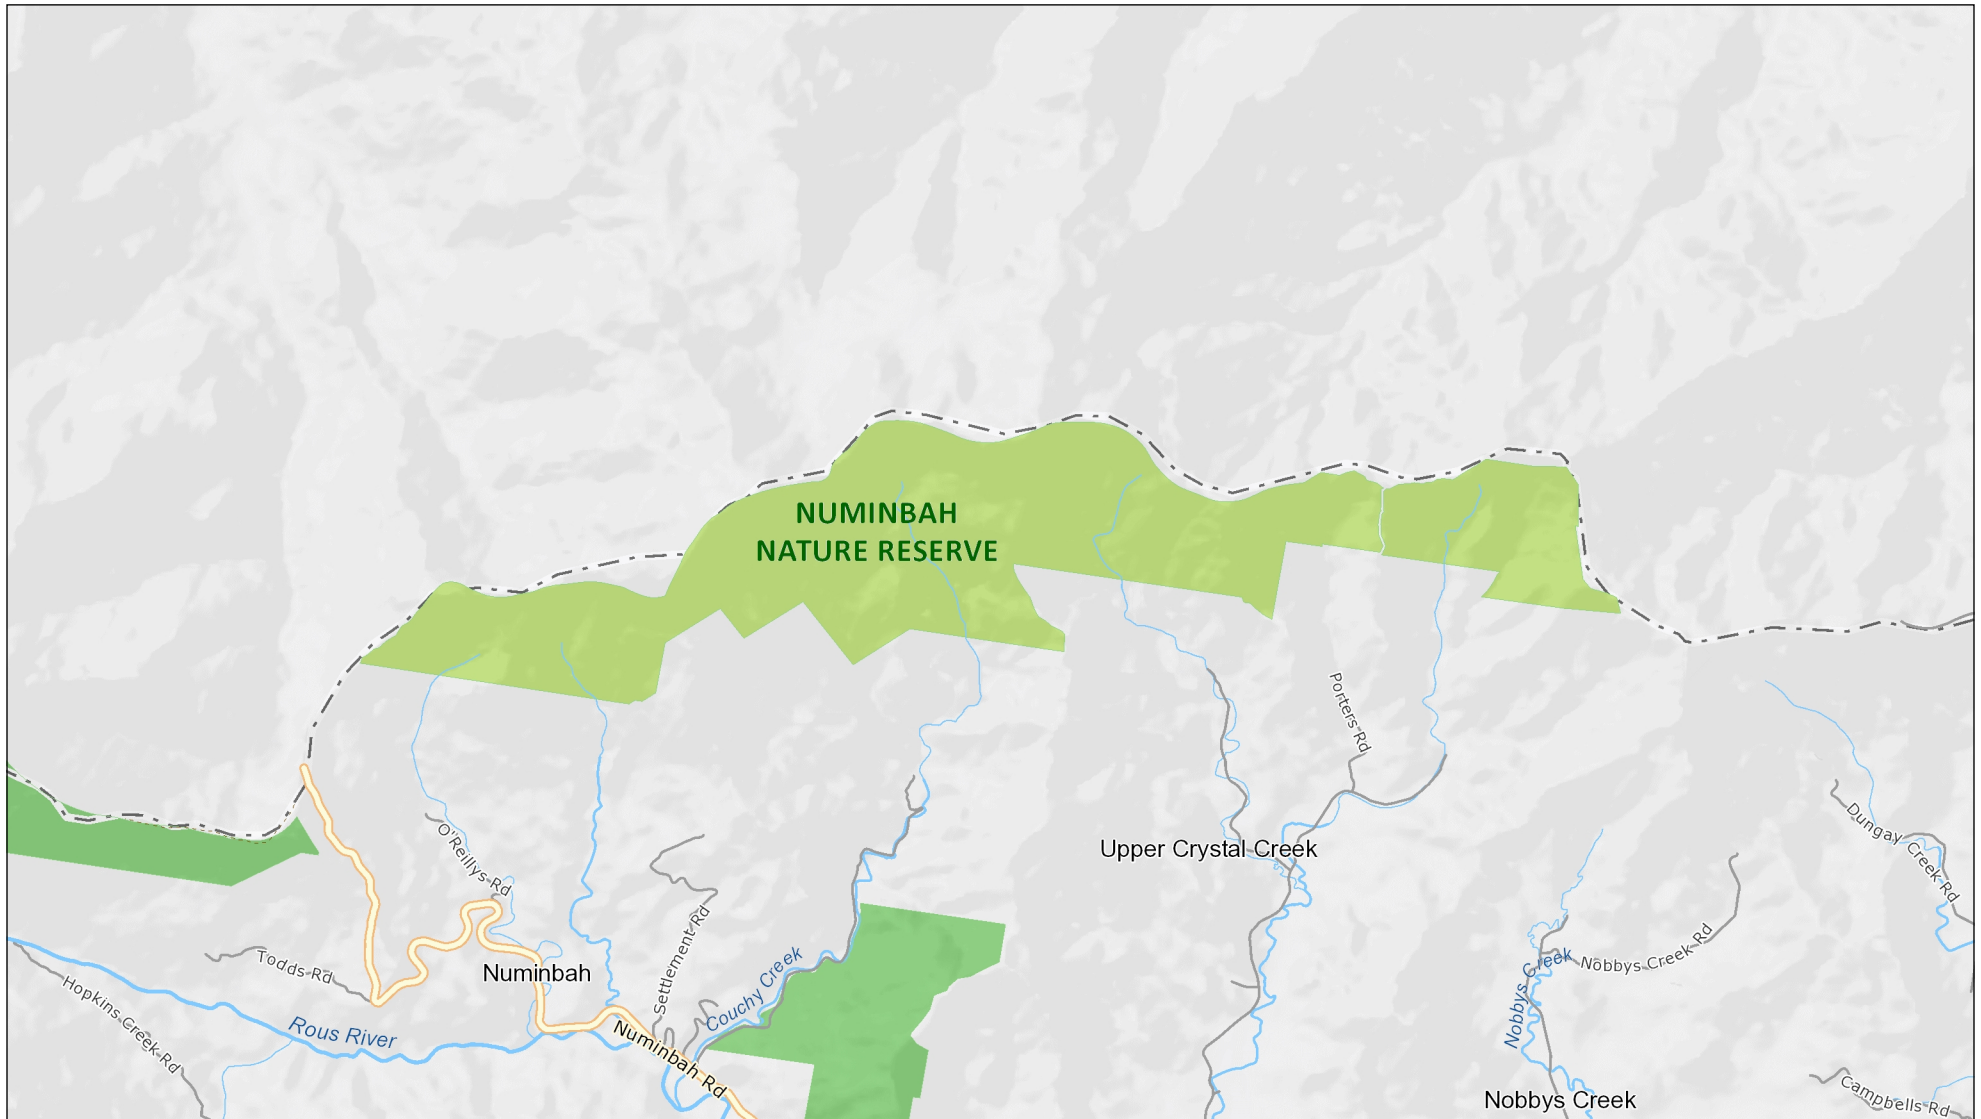 NUMINBAH
NATURE RESERVE
Porters Rd
Upper Crystal Creek
O"Reillys Rd
Dungay Creek Rd
Settlement Rd
Todds Rd
Numinbah
Couchy Creek
Nobbys Creek Rd
Nobbys Creek
Hopkins Creek Rd
Rous River
Numinbah Rd
Nobbys Creek
Campbells Rd